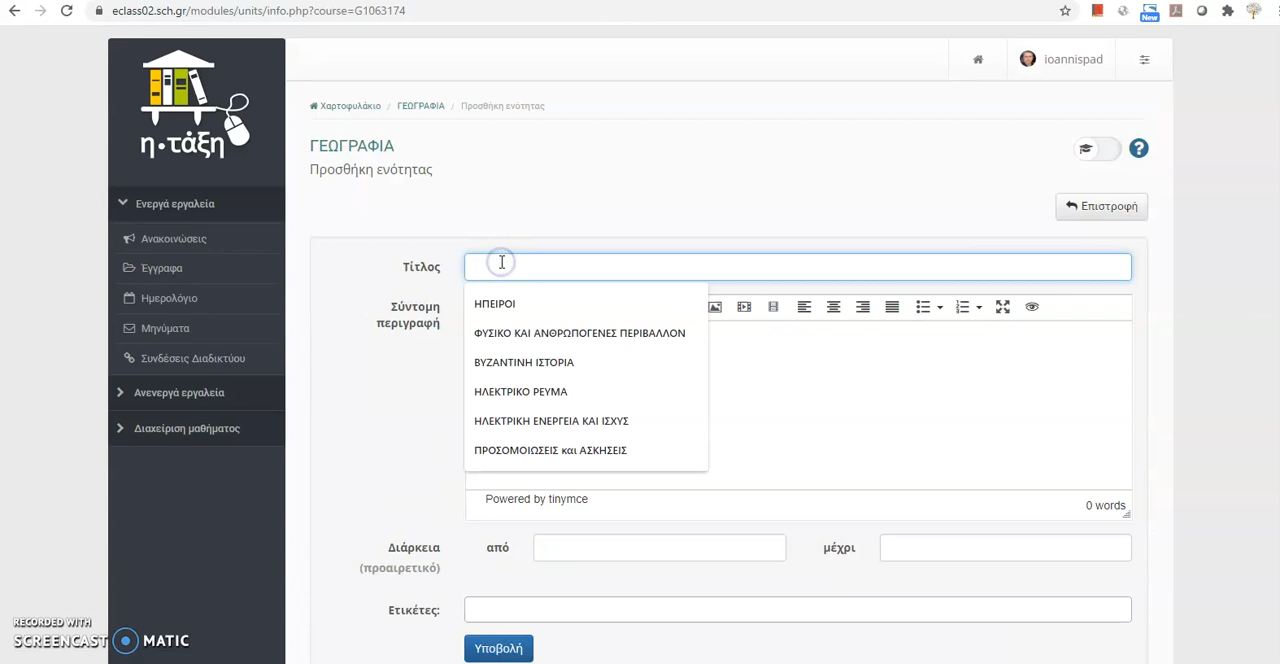 eclass02.sch.gr/modules/units/info.php?course=G1063174
New
η·τάξη
ioannispad
Χαρτοφυλάκιο / ΓΕΩΓΡΑΦΙΑ / Προσθήκη ενότητας
ΓΕΩΓΡΑΦΙΑ
Προσθήκη ενότητας
Επιστροφή
Ενεργά εργαλεία
Ανακοινώσεις
Έγγραφα
Ημερολόγιο
Μηνύματα
Συνδέσεις Διαδικτύου
Ανενεργά εργαλεία
Διαχείριση μαθήματος
Τίτλος
ΗΠΕΙΡΟΙ
ΦΥΣΙΚΟ ΚΑΙ ΑΝΘΡΩΠΟΓΕΝΕΣ ΠΕΡΙΒΑΛΛΟΝ
ΒΥΖΑΝΤΙΝΗ ΙΣΤΟΡΙΑ
ΗΛΕΚΤΡΙΚΟ ΡΕΥΜΑ
ΗΛΕΚΤΡΙΚΗ ΕΝΕΡΓΕΙΑ ΚΑΙ ΙΣΧΥΣ
ΠΡΟΣΟΜΟΙΩΣΕΙΣ και ΑΣΚΗΣΕΙΣ
Σύντομη
περιγραφή
Powered by tinymce
0 words
Διάρκεια από μέχρι
(προαιρετικό)
Ετικέτες:
Υποβολή
RECORDED WITH
SCREENCAST MATIC